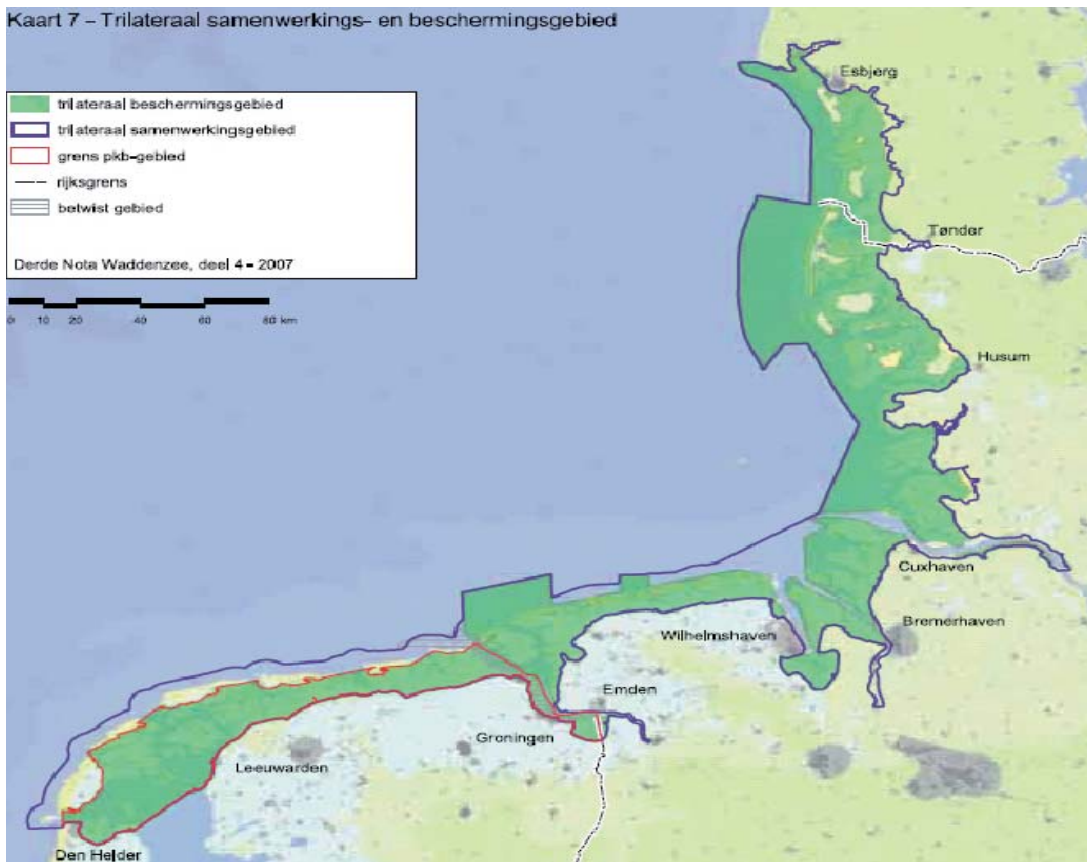 Kaart 7 – Trilateraal samenwerkings- en beschermingsgebied
trilateraal beschermingsgebied
trilateraal samenwerkingsgebied
grens pkb-gebied
rijksgrens
betwist gebied
Derde Nota Waddenzee, deel 4 - 2007
0 10 20 40 60 80 km
Esbjerg
Tønder
Husum
Cuxhaven
Bremerhaven
Wilhelmshaven
Emden
Groningen
Leeuwarden
Den Helder